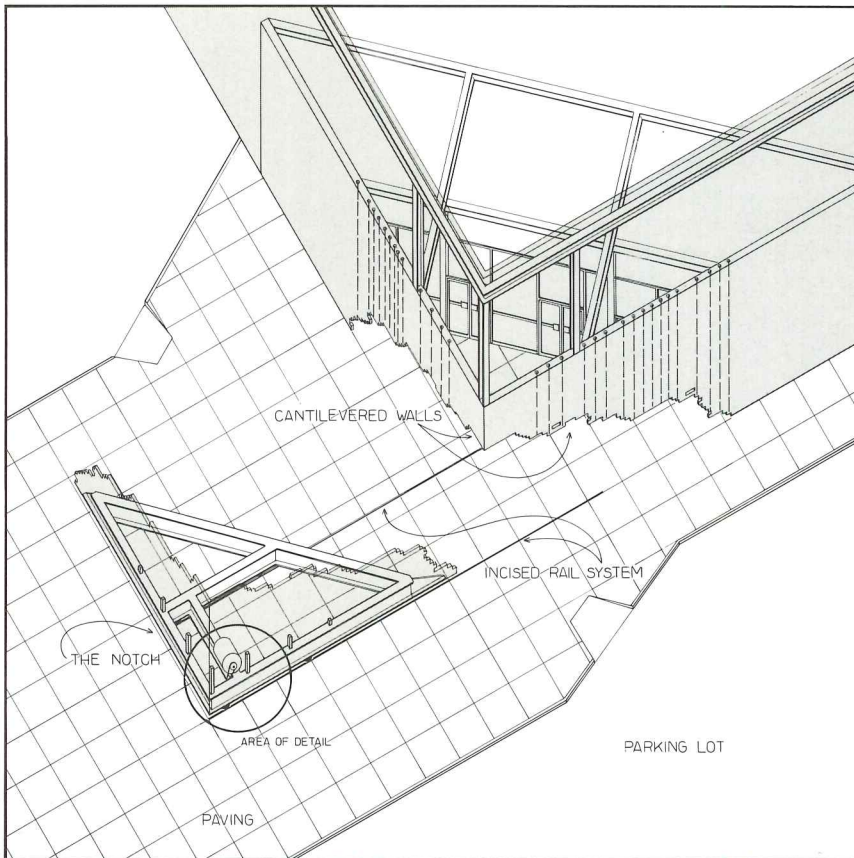 CANTILEVERED WALLS
INCISED RAIL SYSTEM
THE NOTCH
AREA OF DETAIL
PARKING LOT
PAVING